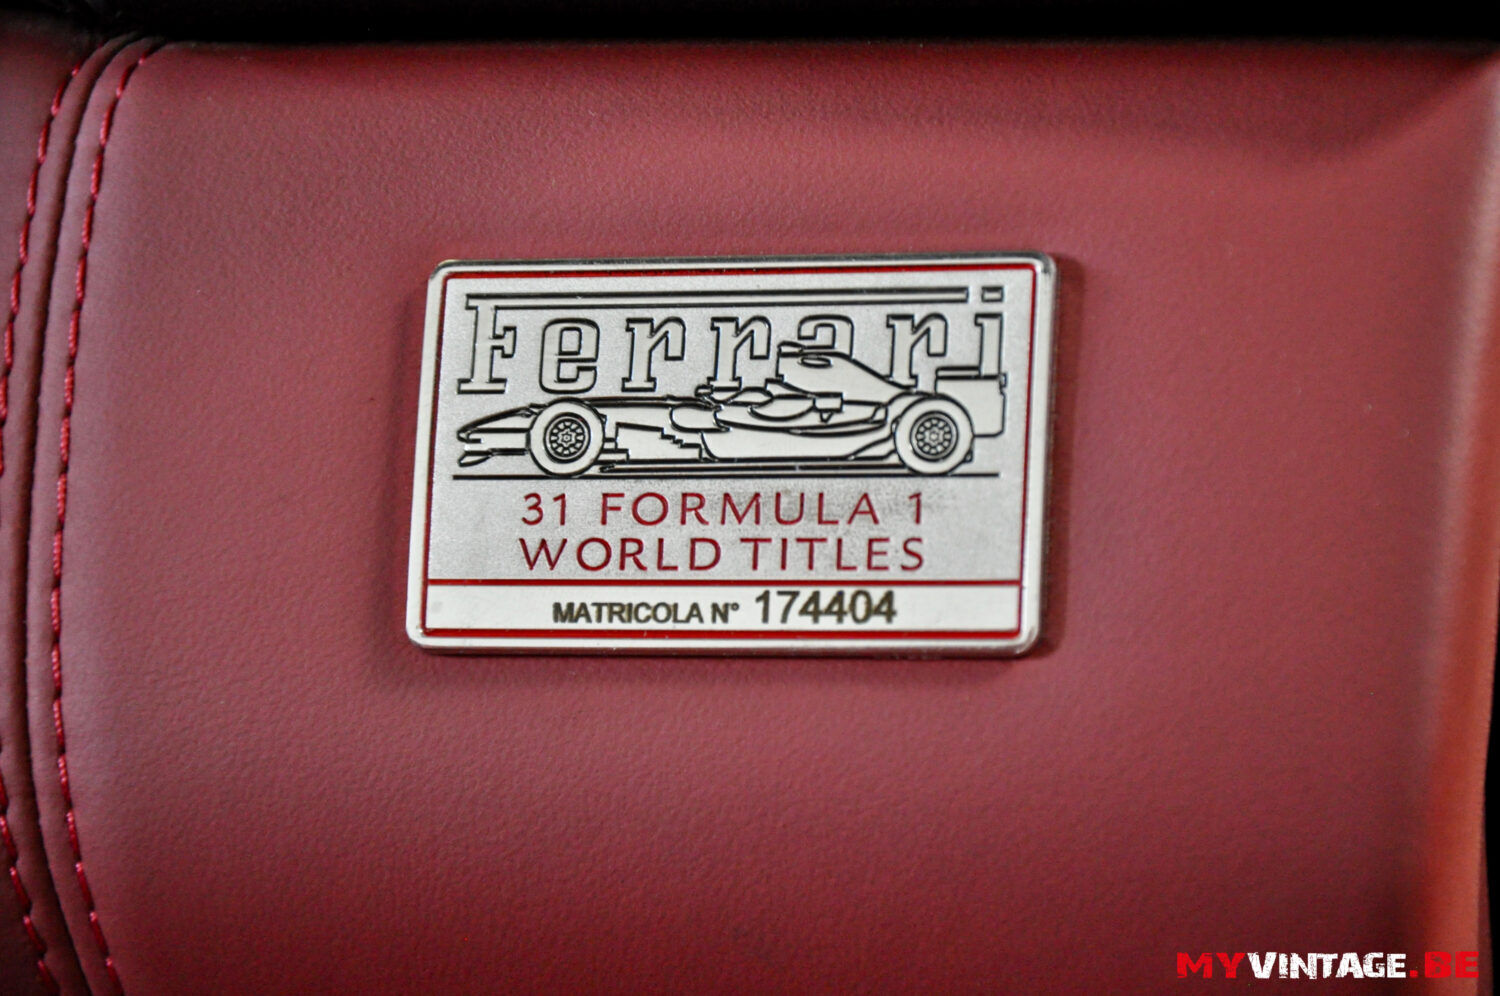 Ferrari
31 FORMULA 1
WORLD TITLES
MATRICOLA N° 174404
MYVINTAGE.BE